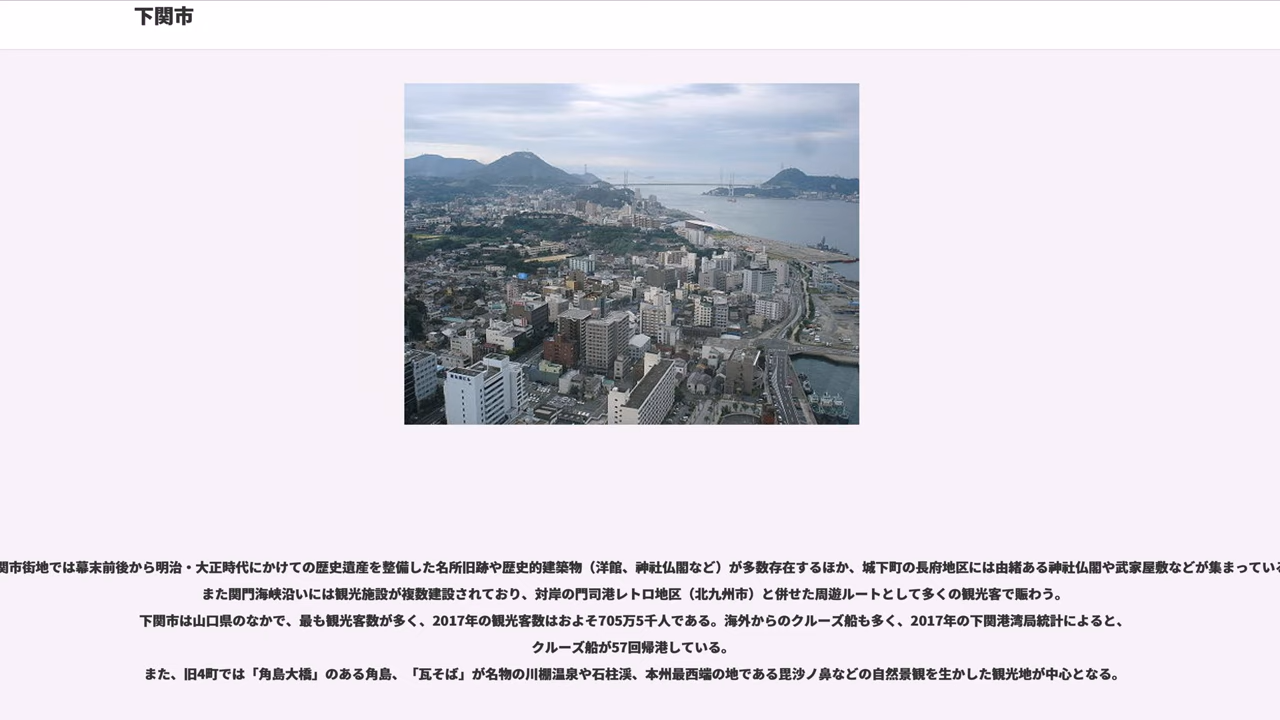 下関市
関市街地では幕末前後から明治・大正時代にかけての歴史遺産を整備した名所旧跡や歴史的建築物（洋館、神社仏閣など）が多数存在するほか、城下町の長府地区には由緒ある神社仏閣や武家屋敷などが集まっている
また関門海峡沿いには観光施設が複数建設されており、対岸の門司港レトロ地区（北九州市）と併せた周遊ルートとして多くの観光客で賑わう。
下関市は山口県のなかで、最も観光客数が多く、2017年の観光客数はおよそ705万5千人である。海外からのクルーズ船も多く、2017年の下関港湾局統計によると、
クルーズ船が57回帰港している。
また、旧4町では「角島大橋」のある角島、「瓦そば」が名物の川棚温泉や石柱渓、本州最西端の地である毘沙ノ鼻などの自然景観を生かした観光地が中心となる。